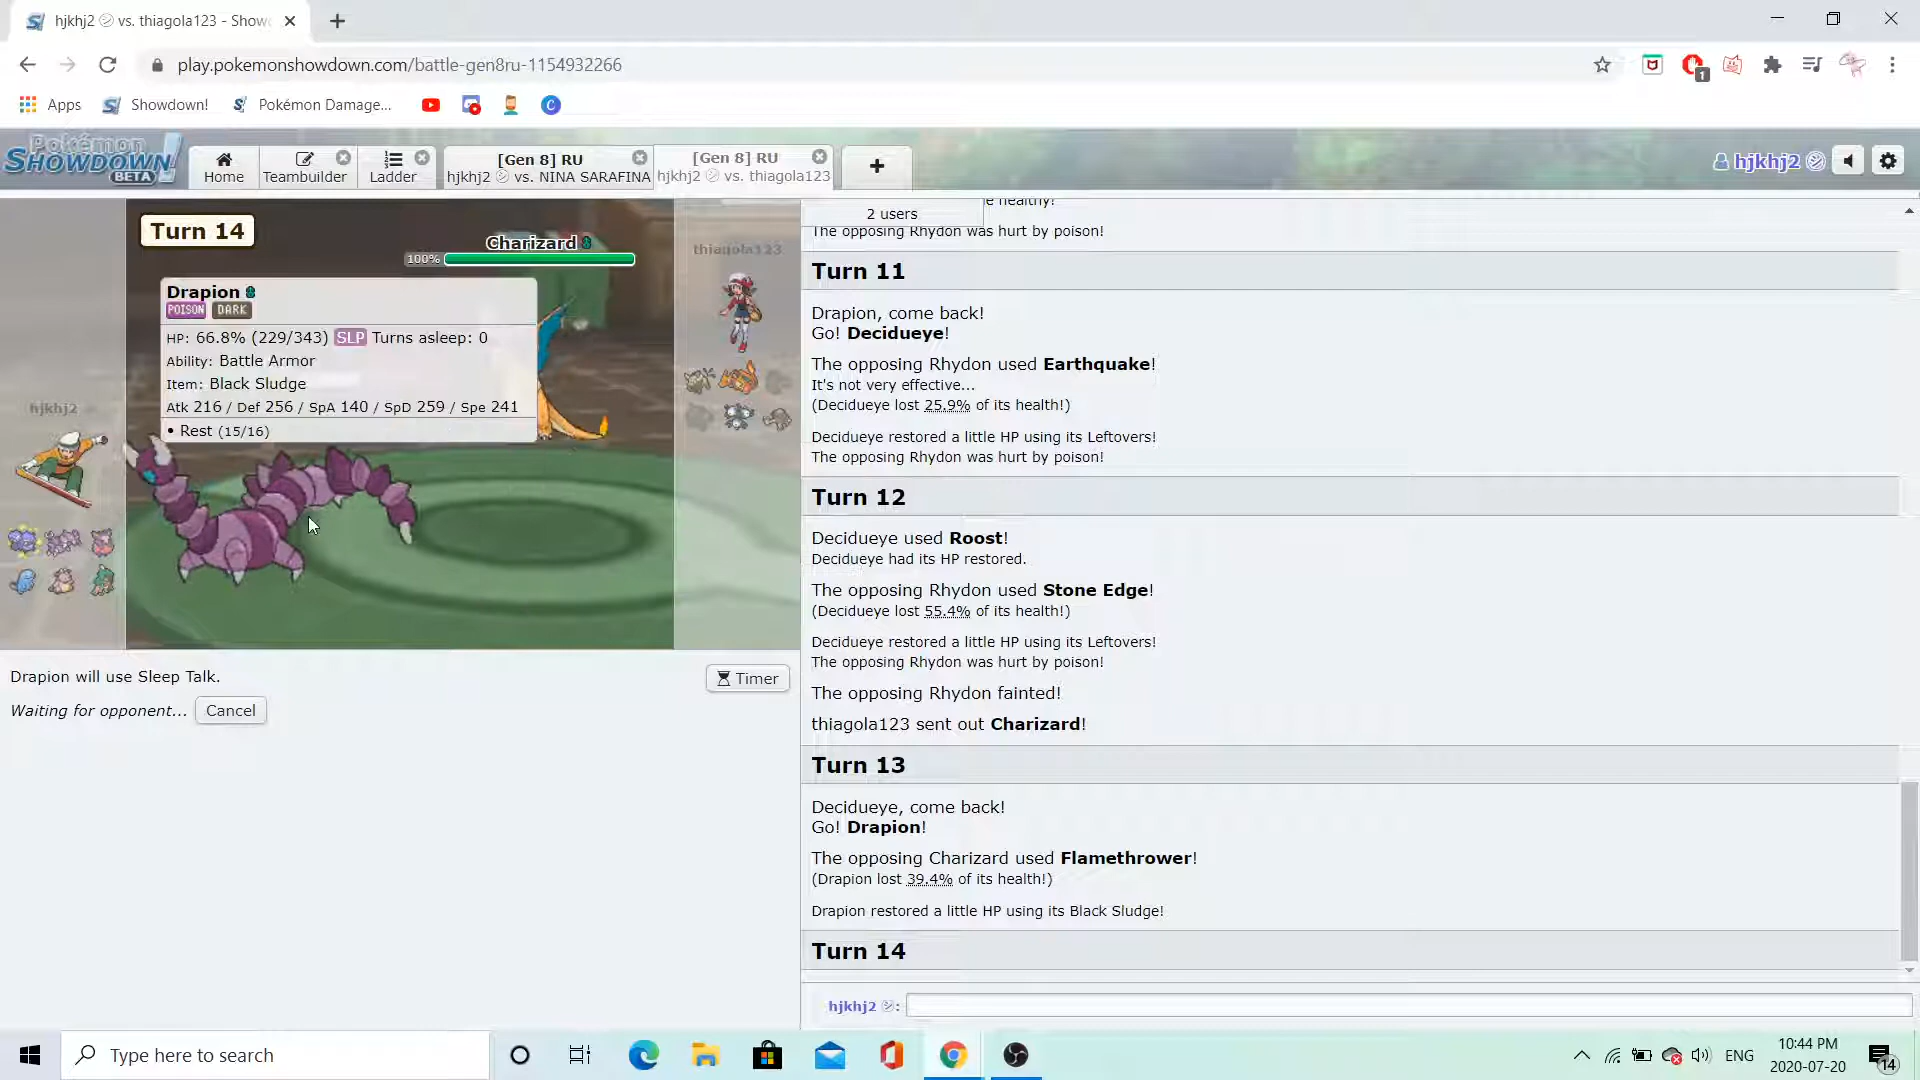 hjkhj2 vs. thiagola123 - Show
play.pokemonshowdown.com/battle-gen8ru-1154932266
1
Apps
Showdown!
Pokémon Damage...
Pokémon
SHOWDOWN!
BETA
Home
Teambuilder
Ladder
[Gen 8] RU
hjkhj2 vs. NINA SARAFINA
[Gen 8] RU
hjkhj2 vs. thiagola123
+
hjkhj2
Turn 14
Charizard
100%
thiagola123
hjkhj2
Drapion
POISON DARK
HP: 66.8% (229/343) SLP Turns asleep: 0
Ability: Battle Armor
Item: Black Sludge
Atk 216 / Def 256 / SpA 140 / SpD 259 / Spe 241
• Rest (15/16)
Drapion will use Sleep Talk.
Timer
Waiting for opponent... Cancel
2 users
e healthy!
The opposing Rhydon was hurt by poison!
Turn 11
Drapion, come back!
Go! Decidueye!
The opposing Rhydon used Earthquake!
It's not very effective...
(Decidueye lost 25.9% of its health!)
Decidueye restored a little HP using its Leftovers!
The opposing Rhydon was hurt by poison!
Turn 12
Decidueye used Roost!
Decidueye had its HP restored.
The opposing Rhydon used Stone Edge!
(Decidueye lost 55.4% of its health!)
Decidueye restored a little HP using its Leftovers!
The opposing Rhydon was hurt by poison!
The opposing Rhydon fainted!
thiagola123 sent out Charizard!
Turn 13
Decidueye, come back!
Go! Drapion!
The opposing Charizard used Flamethrower!
(Drapion lost 39.4% of its health!)
Drapion restored a little HP using its Black Sludge!
Turn 14
hjkhj2 :
Type here to search
ENG
10:44 PM
2020-07-20
14